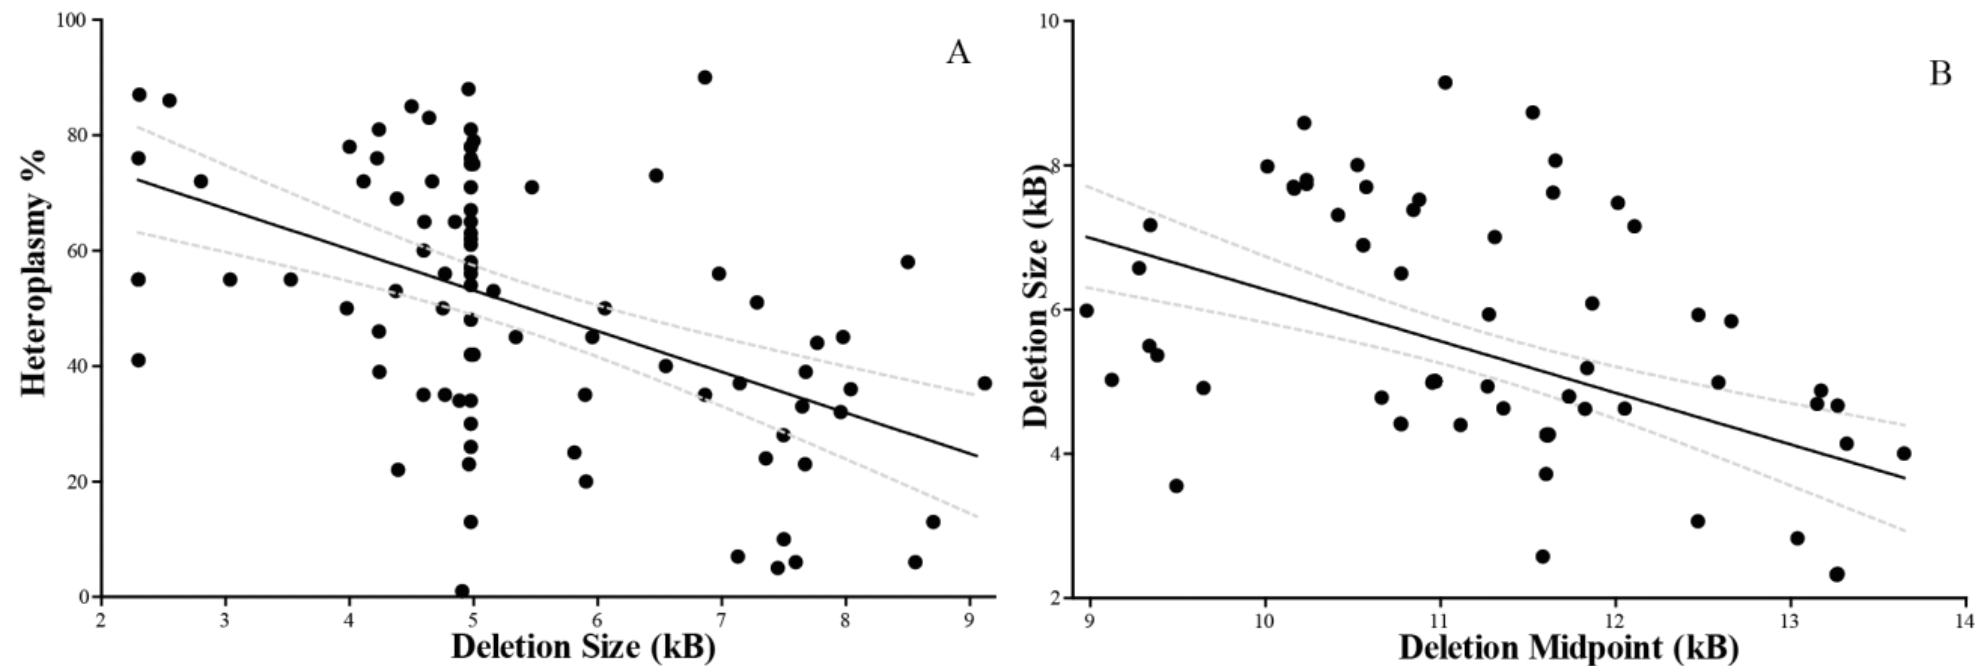 A
Heteroplasmy %
100
80
60
40
20
0
2 3 4 5 6 7 8 9
Deletion Size (kB)
B
Deletion Size (kB)
10
8
6
4
2
9 10 11 12 13 14
Deletion Midpoint (kB)